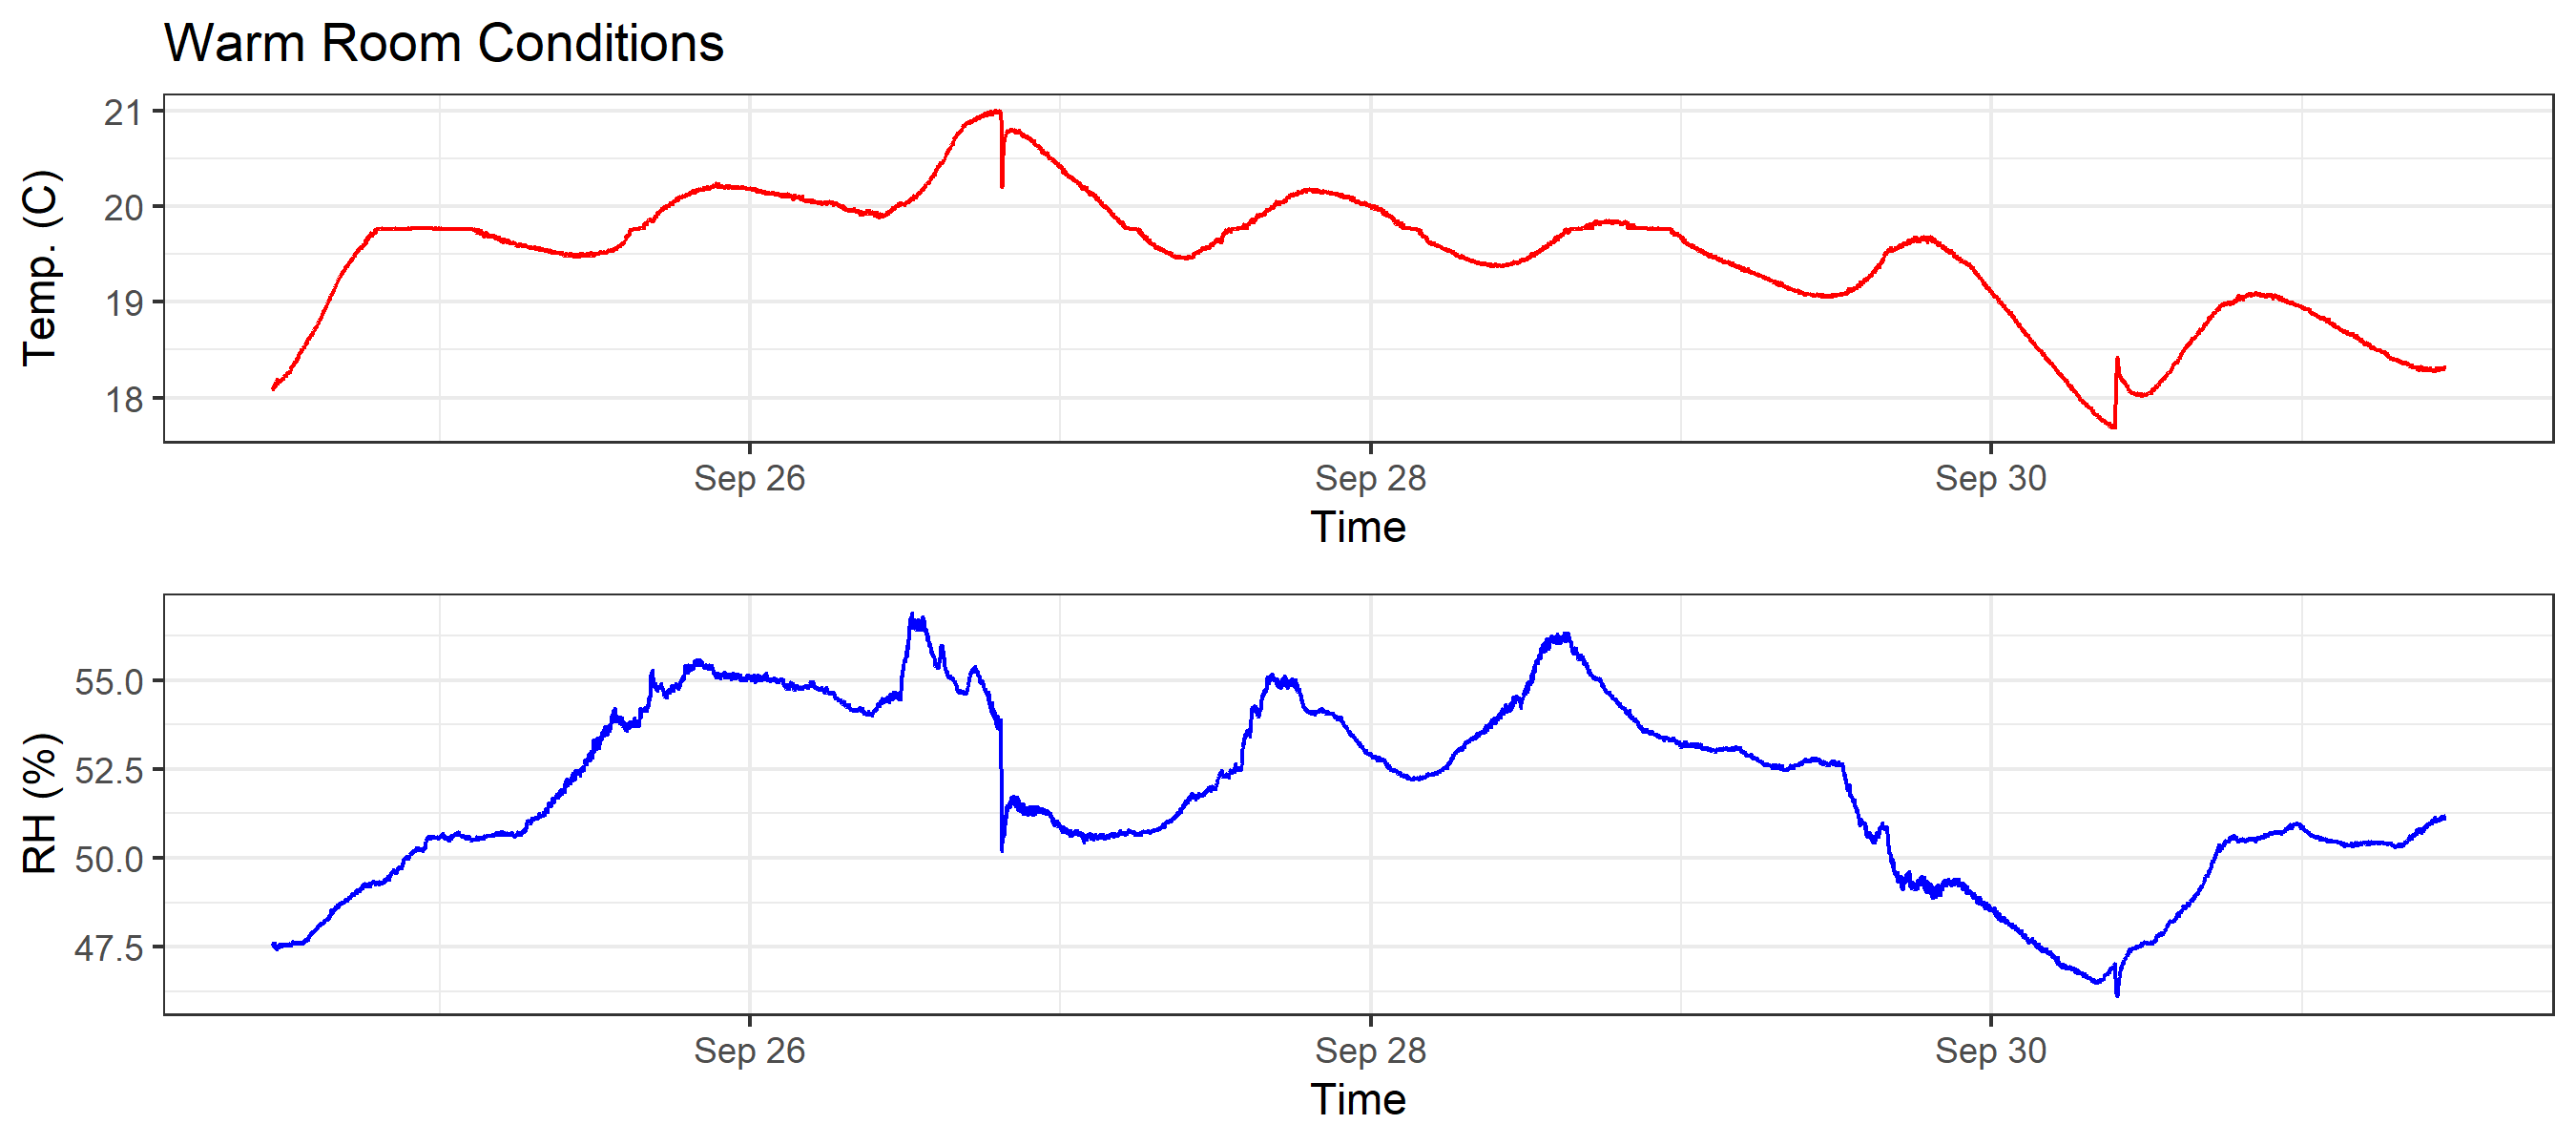 Warm Room Conditions
21
20
19
18
Temp. (C)
Sep 26 Sep 28 Sep 30
Time
55.0
52.5
50.0
47.5
RH (%)
Sep 26 Sep 28 Sep 30
Time